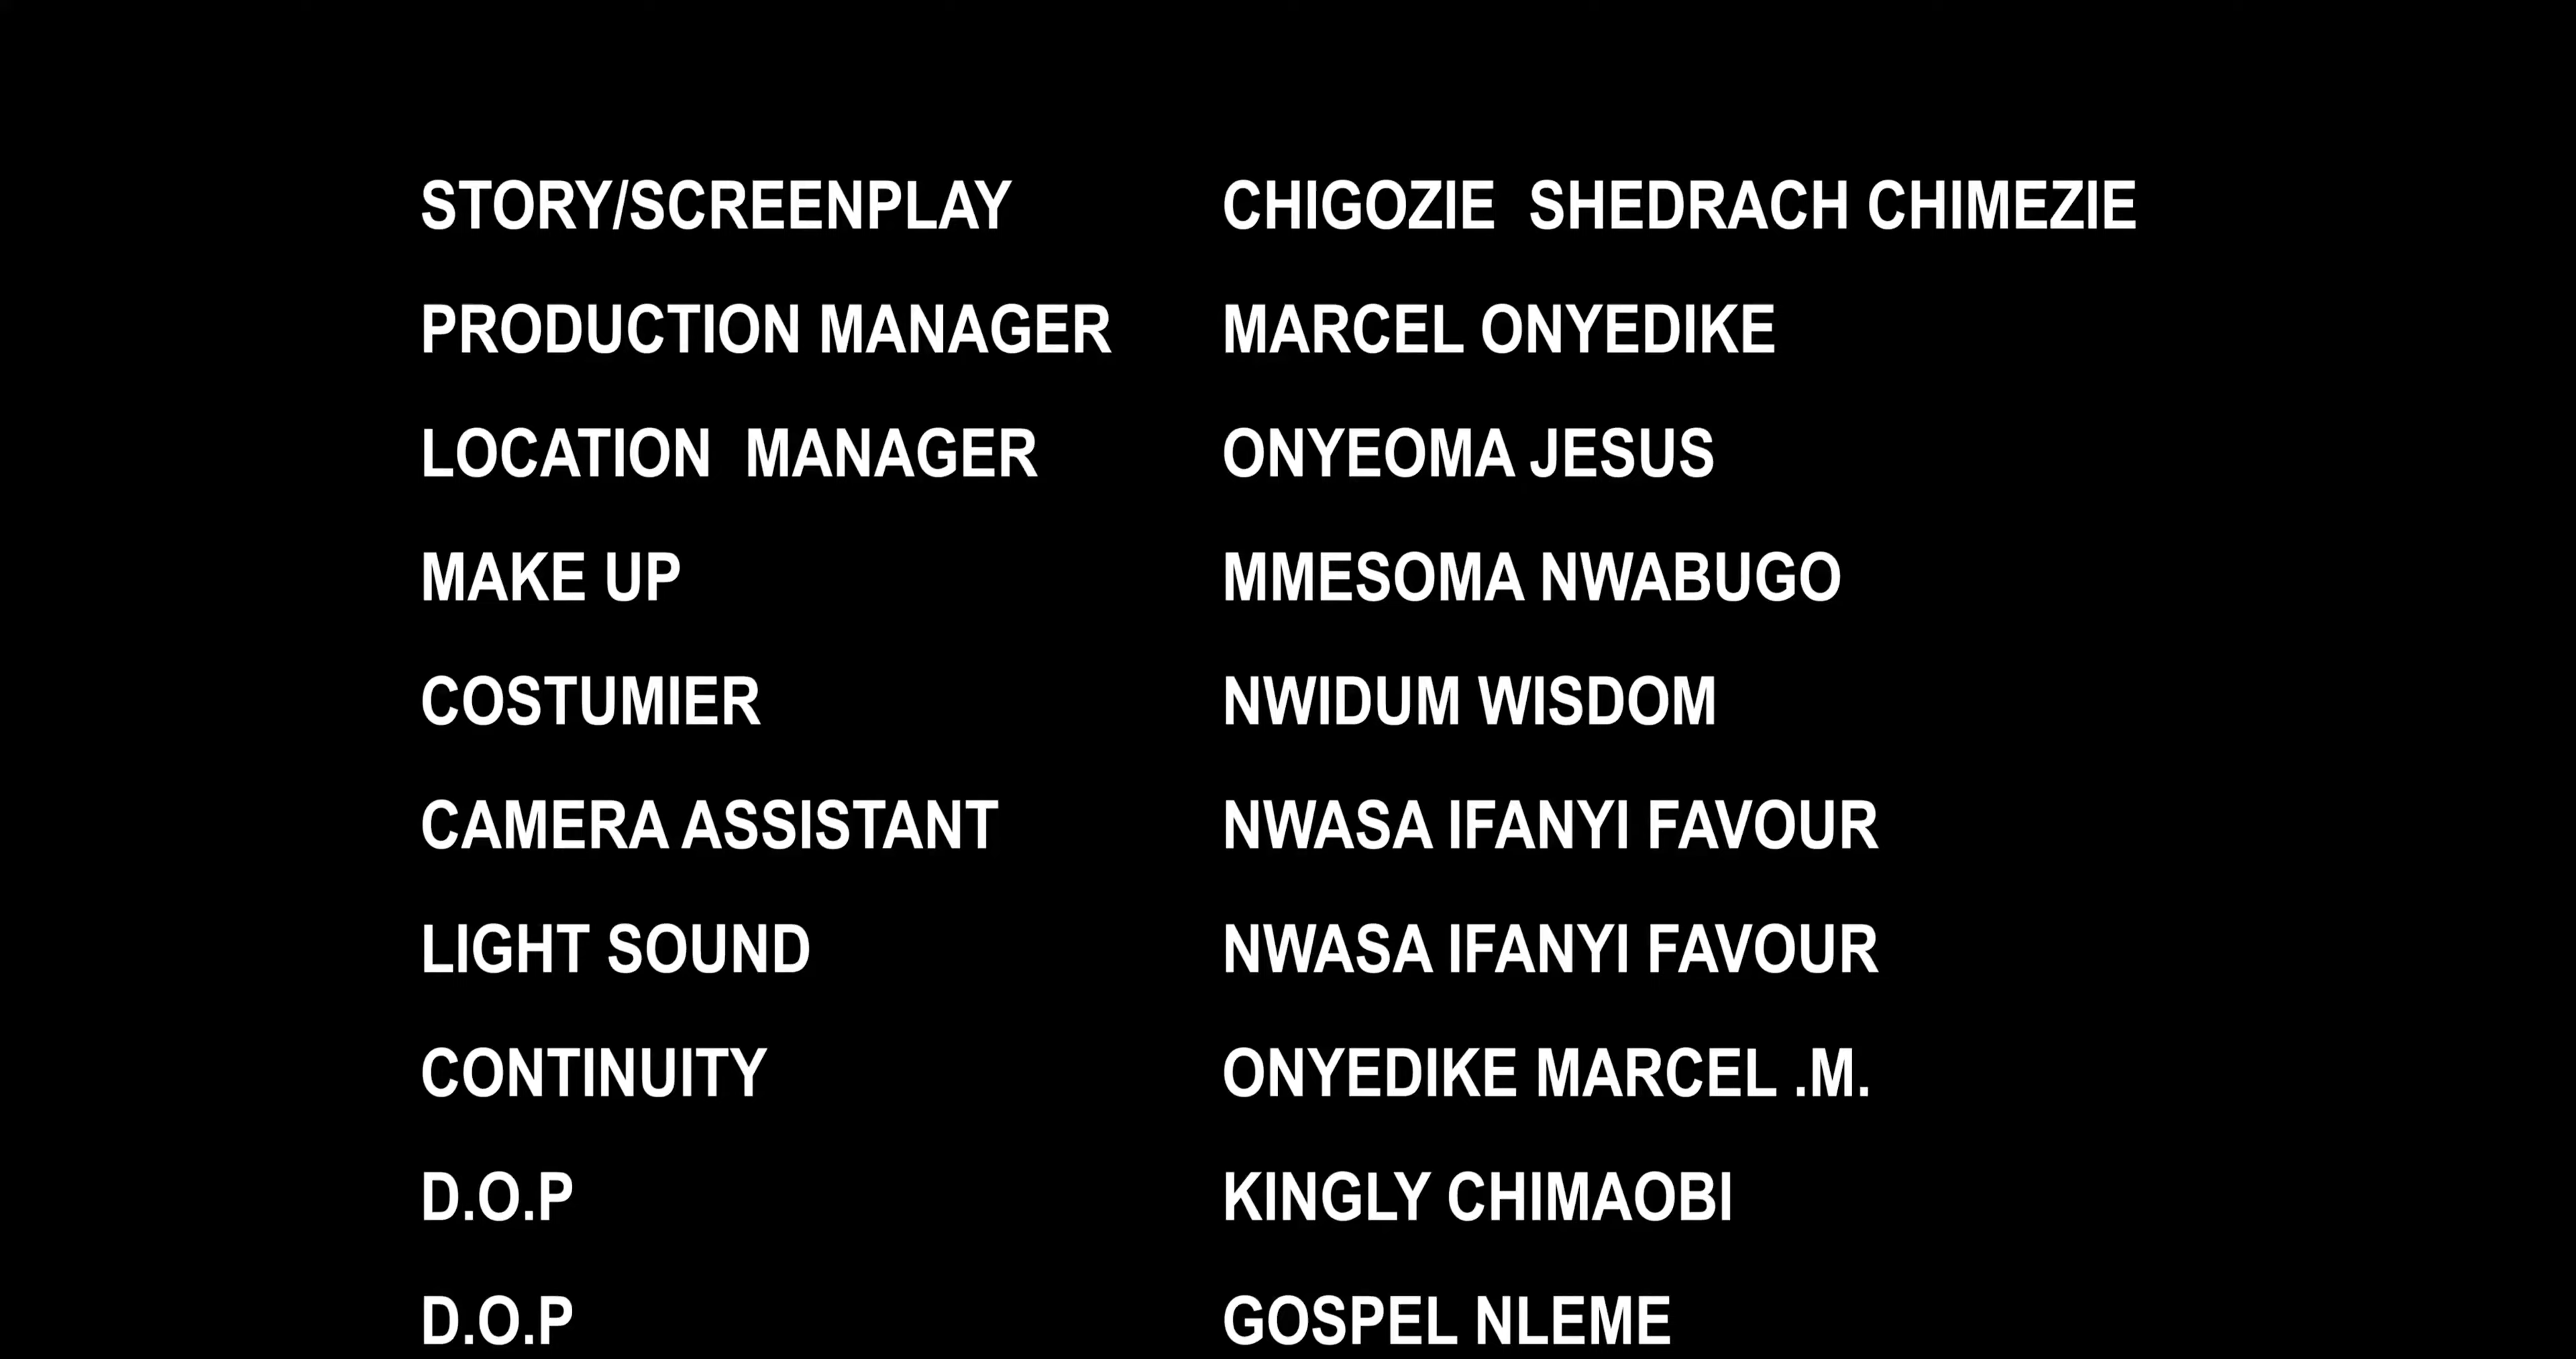 STORY/SCREENPLAY CHIGOZIE SHEDRACH CHIMEZIE
PRODUCTION MANAGER MARCEL ONYEDIKE
LOCATION MANAGER ONYEOMA JESUS
MAKE UP MMESOMA NWABUGO
COSTUMIER NWIDUM WISDOM
CAMERA ASSISTANT NWASA IFANYI FAVOUR
LIGHT SOUND NWASA IFANYI FAVOUR
CONTINUITY ONYEDIKE MARCEL .M.
D.O.P KINGLY CHIMAOBI
D.O.P GOSPEL NLEME